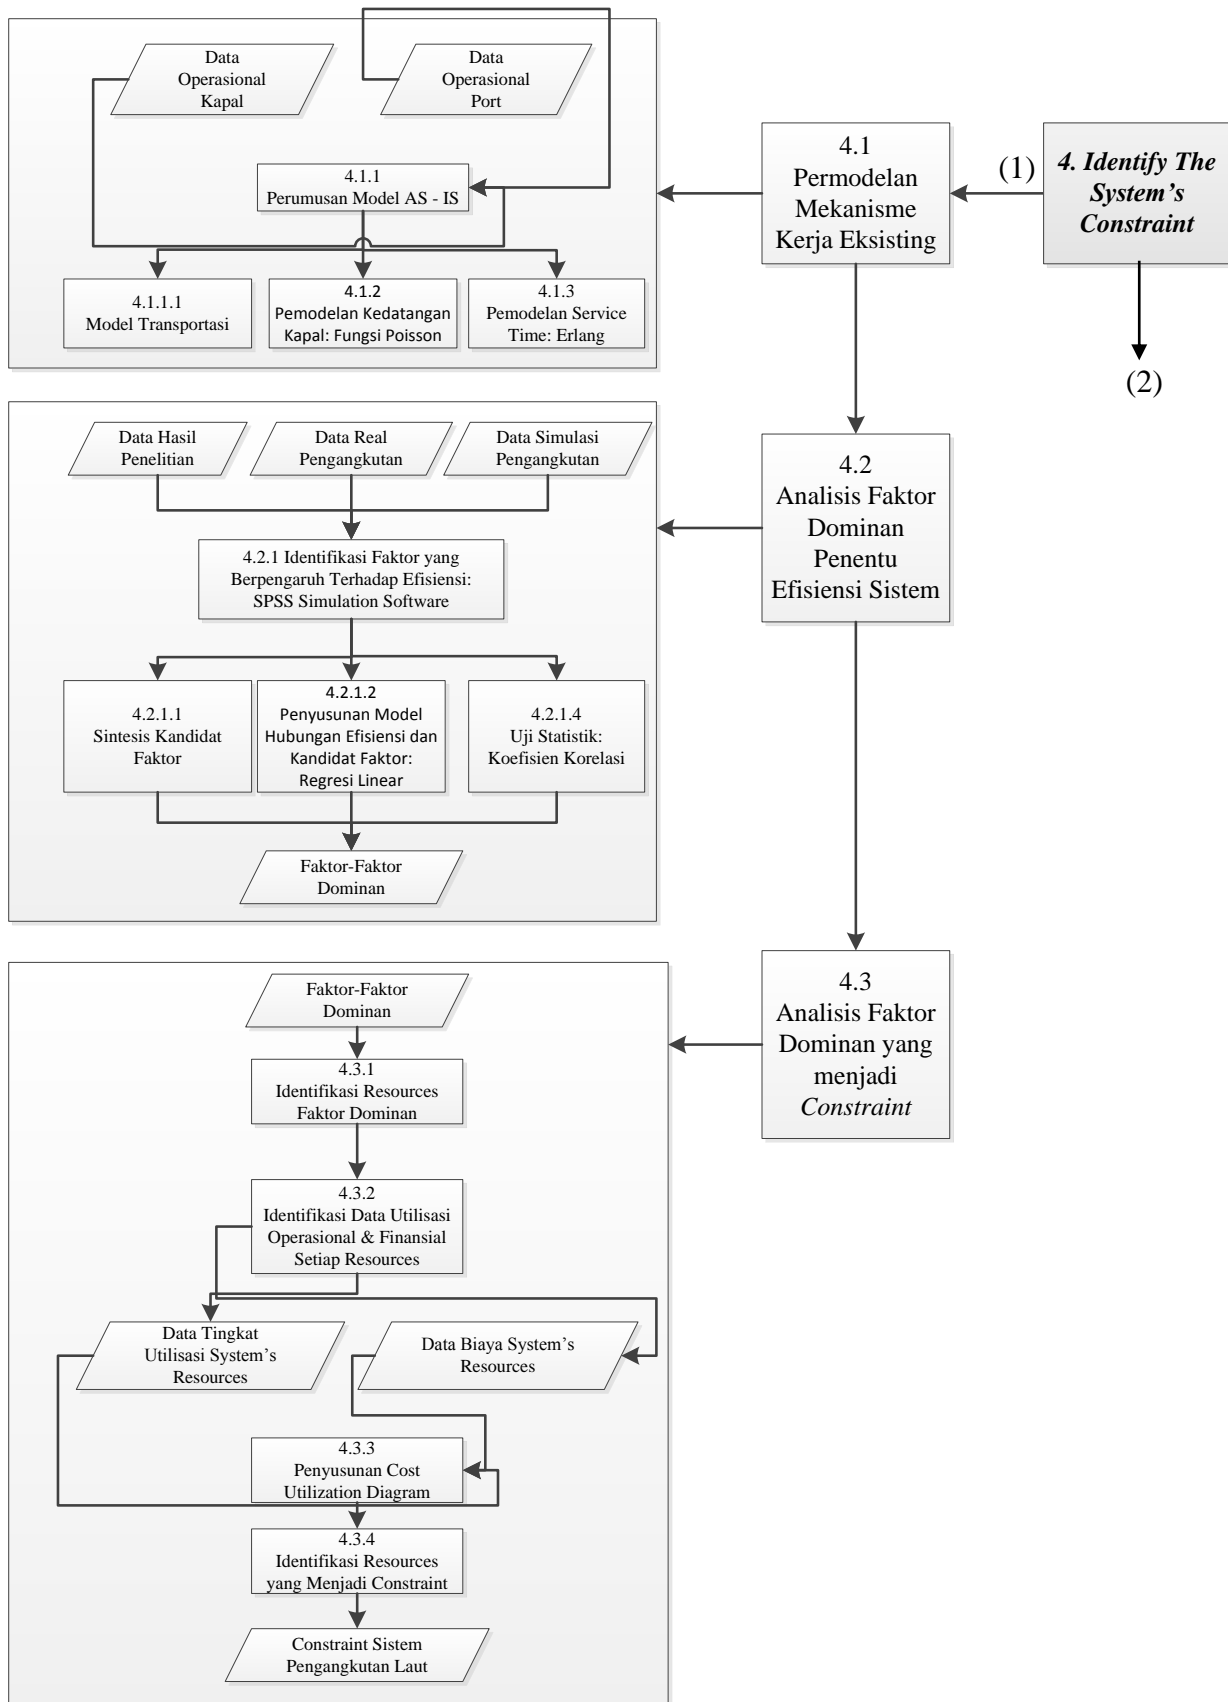 Data
Operasional
Kapal
Data
Operasional
Port
4.1.1
Perumusan Model AS - IS
4.1.1.1
Model Transportasi
4.1.2
Pemodelan Kedatangan
Kapal: Fungsi Poisson
4.1.3
Pemodelan Service
Time: Erlang
4.1
Permodelan
Mekanisme
Kerja Eksisting
(1)
4. Identify The
System’s
Constraint
(2)
Data Hasil
Penelitian
Data Real
Pengangkutan
Data Simulasi
Pengangkutan
4.2.1 Identifikasi Faktor yang
Berpengaruh Terhadap Efisiensi:
SPSS Simulation Software
4.2.1.1
Sintesis Kandidat
Faktor
4.2.1.2
Penyusunan Model
Hubungan Efisiensi dan
Kandidat Faktor:
Regresi Linear
4.2.1.4
Uji Statistik:
Koefisien Korelasi
Faktor-Faktor
Dominan
4.2
Analisis Faktor
Dominan
Penentu
Efisiensi Sistem
Faktor-Faktor
Dominan
4.3.1
Identifikasi Resources
Faktor Dominan
4.3.2
Identifikasi Data Utilisasi
Operasional & Finansial
Setiap Resources
Data Tingkat
Utilisasi System’s
Resources
Data Biaya System’s
Resources
4.3.3
Penyusunan Cost
Utilization Diagram
4.3.4
Identifikasi Resources
yang Menjadi Constraint
Constraint Sistem
Pengangkutan Laut
4.3
Analisis Faktor
Dominan yang
menjadi
Constraint